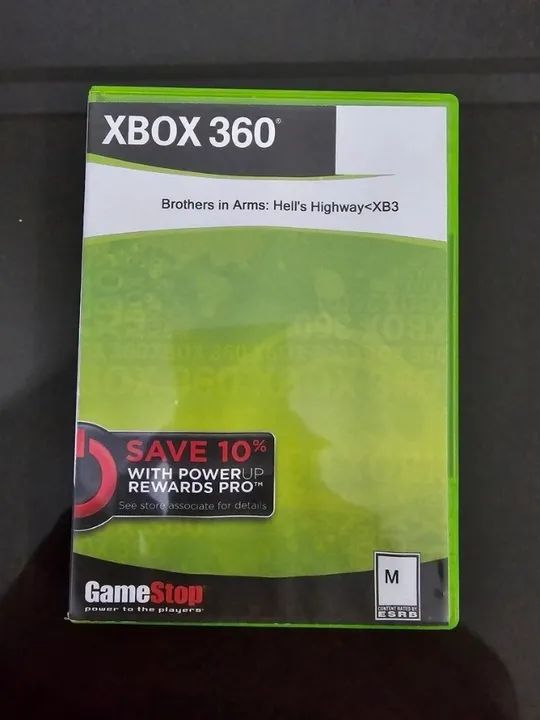 XBOX 360®
Brothers in Arms: Hell's Highway<XB3
SAVE 10%
WITH POWERUP
REWARDS PRO™
See store associate for details
GameStop
power to the players®
M
CONTENT RATED BY
ESRB